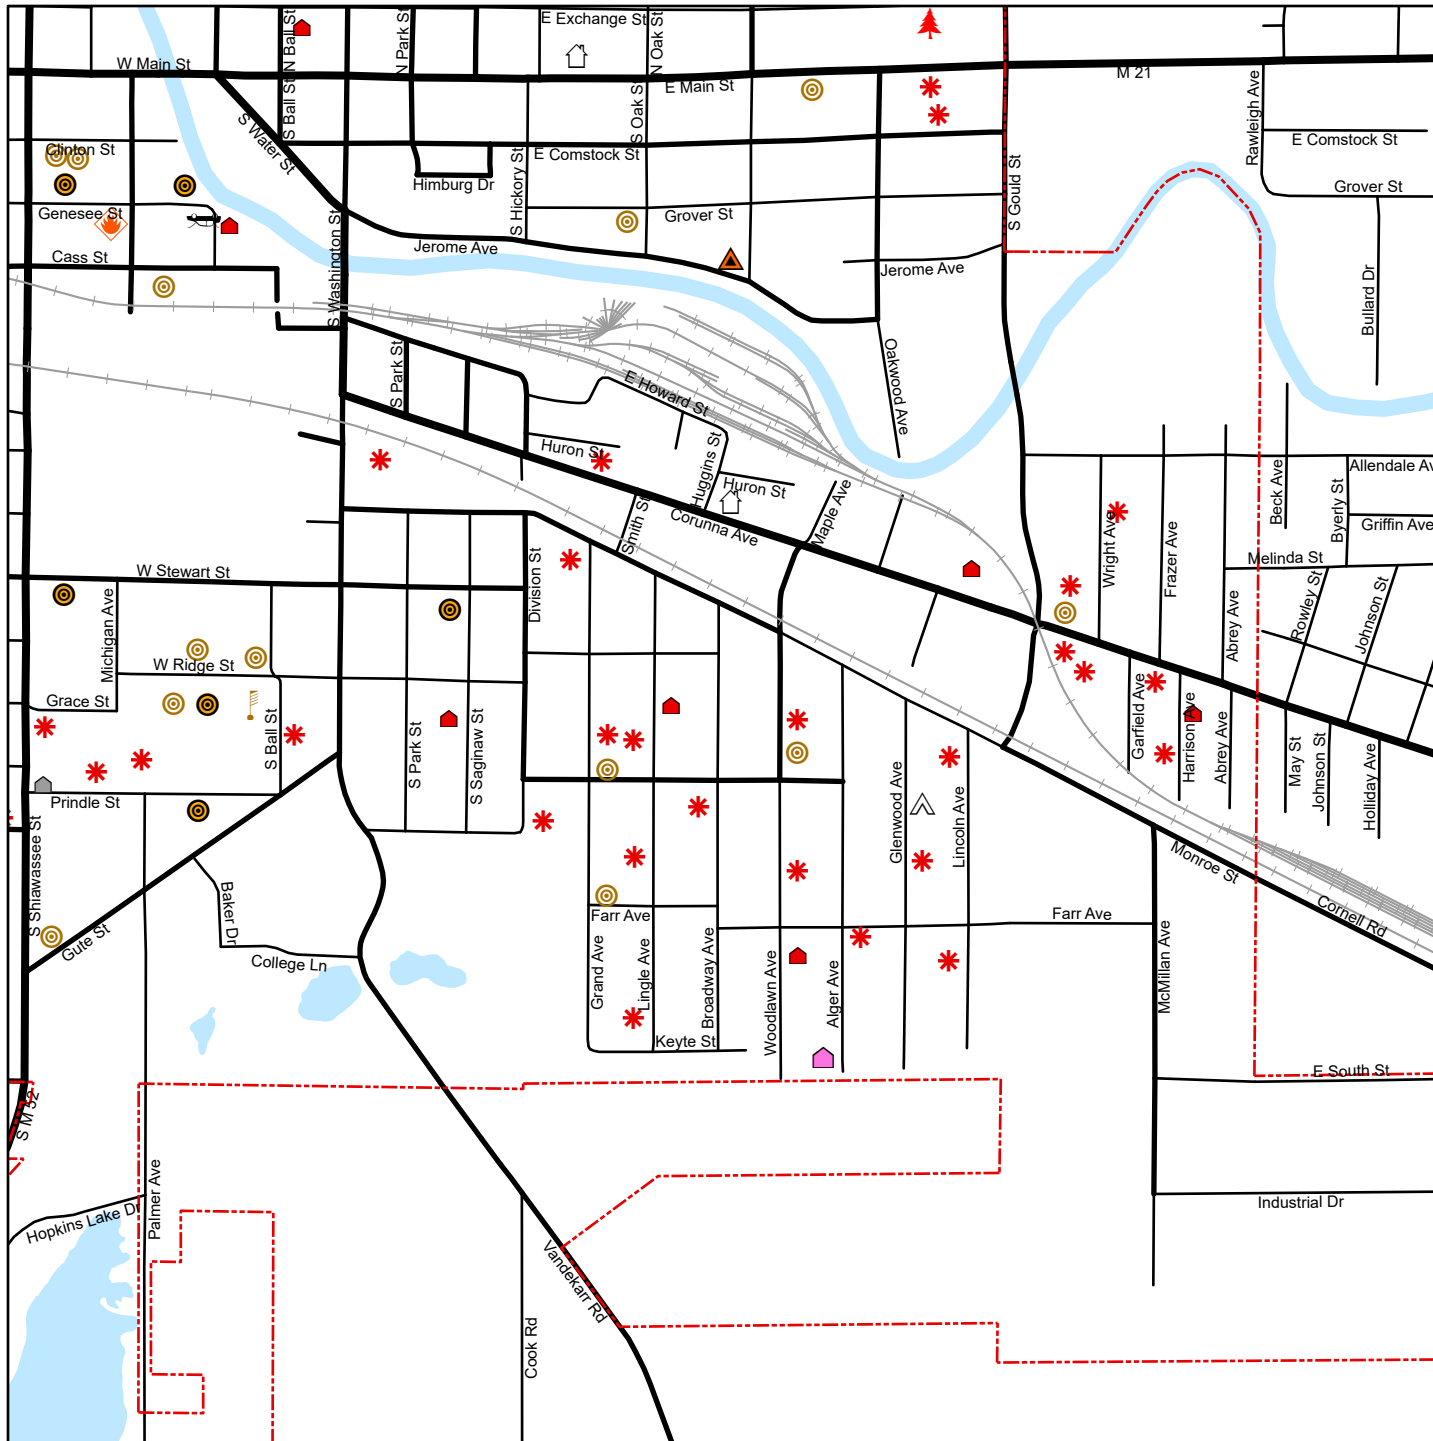 E Exchange St
N Ball St
N Park St
N Oak St
W Main St
M 21
E Main St
S Ball St
S Oak St
S Water St
Rawleigh Ave
Clinton St
E Comstock St
E Comstock St
Himburg Dr
S Hickory St
S Gould St
Grover St
Genesee St
Grover St
S Washington St
Jerome Ave
Cass St
Jerome Ave
Bullard Dr
S Park St
E Howard St
Oakwood Ave
Huron St
Huggins St
Huron St
Allendale Av
Beck Ave
Byerly St
Griffin Ave
Smith St
Corunna Ave
Maple Ave
Wright Ave
Frazer Ave
Melinda St
W Stewart St
Division St
Michigan Ave
Abrey Ave
Rowley St
Johnson St
W Ridge St
Grace St
S Ball St
S Park St
S Saginaw St
Garfield Ave
Harrison Ave
Abrey Ave
May St
Johnson St
Holliday Ave
Prindle St
Glenwood Ave
Lincoln Ave
S Shiawassee St
Monroe St
Baker Dr
Gute St
College Ln
Farr Ave
Farr Ave
Cornell Rd
Grand Ave
Lingle Ave
Broadway Ave
Woodlawn Ave
Alger Ave
McMillan Ave
Keyte St
E South St
S M 52
Palmer Ave
Hopkins Lake Dr
Industrial Dr
Vandekarr Rd
Cook Rd